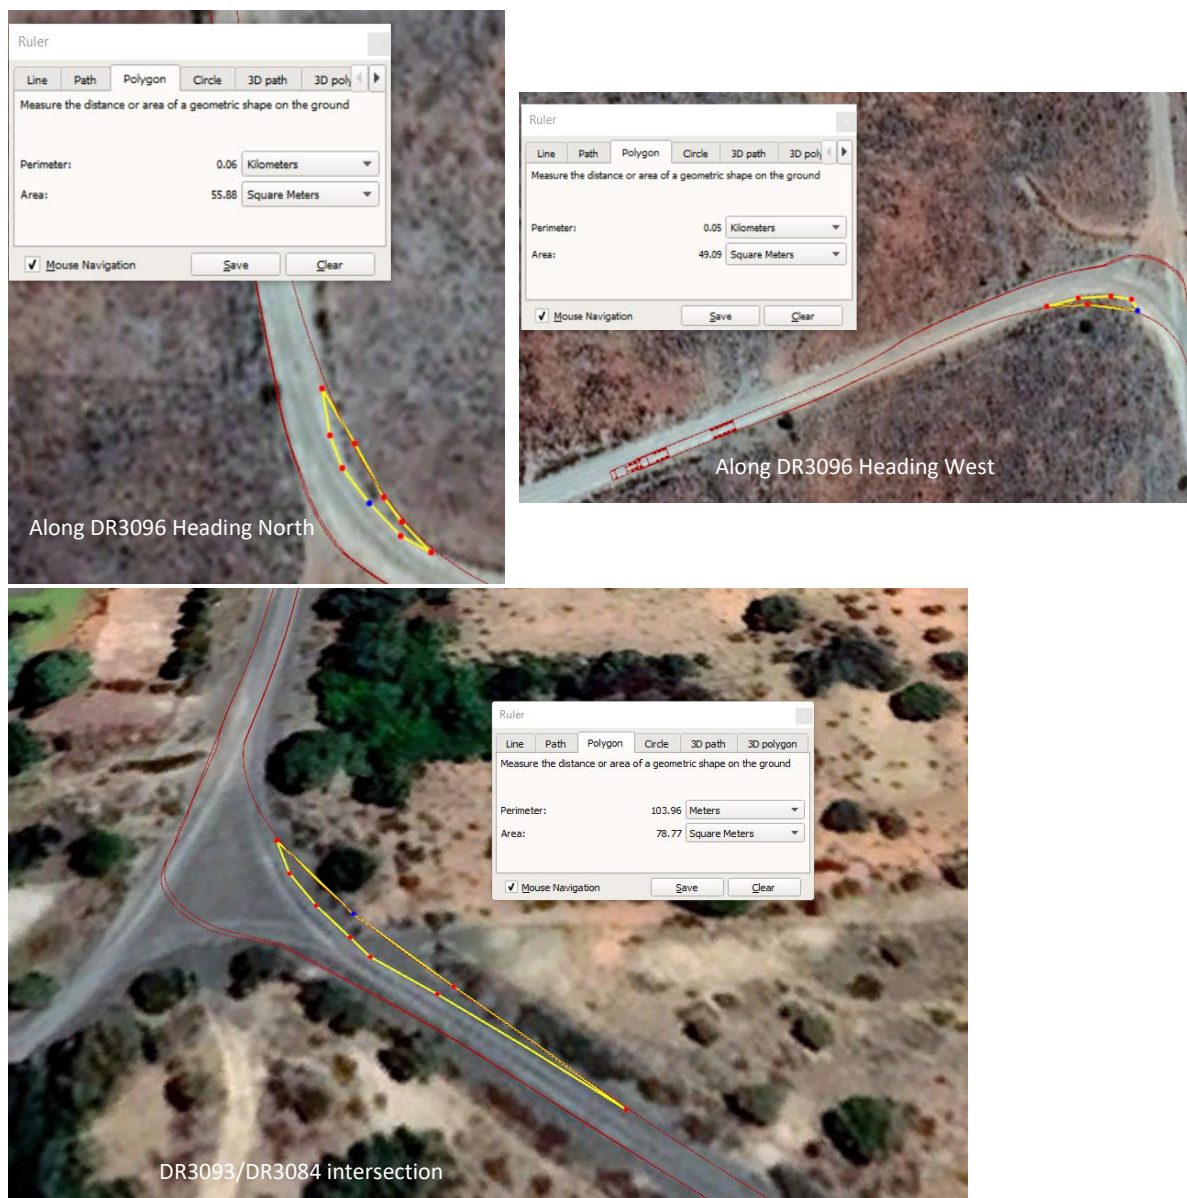 Ruler
Line Path Polygon Circle 3D path 3D poly
Measure the distance or area of a geometric shape on the ground
Perimeter: 0.06 Kilometers
Area: 55.88 Square Meters
Mouse Navigation Save Clear
Along DR3096 Heading North
Ruler
Line Path Polygon Circle 3D path 3D poly
Measure the distance or area of a geometric shape on the ground
Perimeter: 0.05 Kilometers
Area: 49.09 Square Meters
Mouse Navigation Save Clear
Along DR3096 Heading West
Ruler
Line Path Polygon Circle 3D path 3D polygon
Measure the distance or area of a geometric shape on the ground
Perimeter: 103.96 Meters
Area: 78.77 Square Meters
Mouse Navigation Save Clear
DR3093/DR3084 intersection